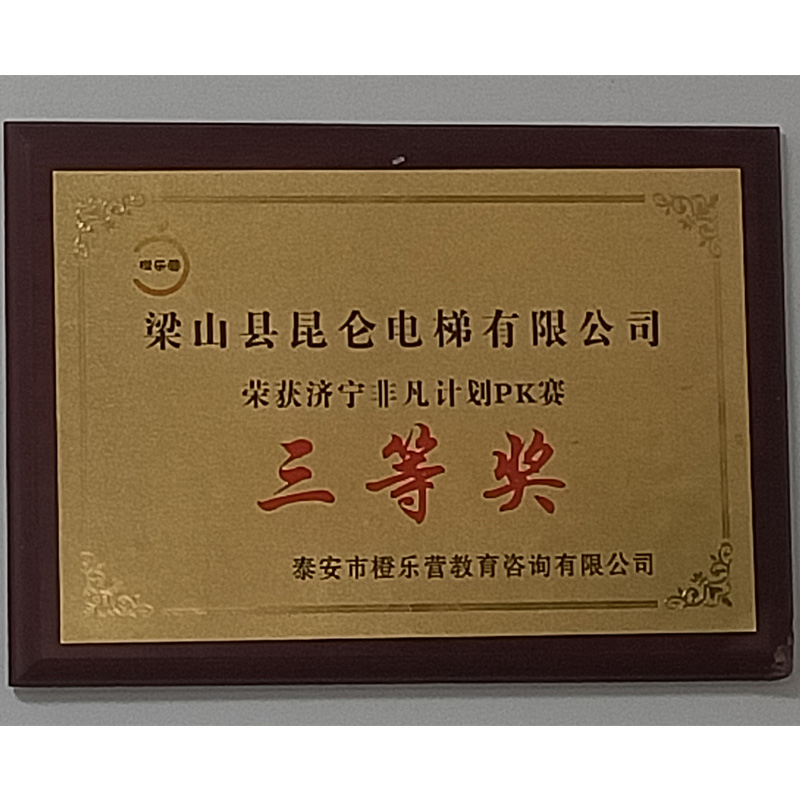 橙乐营
梁山县昆仑电梯有限公司
荣获济宁非凡计划PK赛
三等奖
泰安市橙乐营教育咨询有限公司